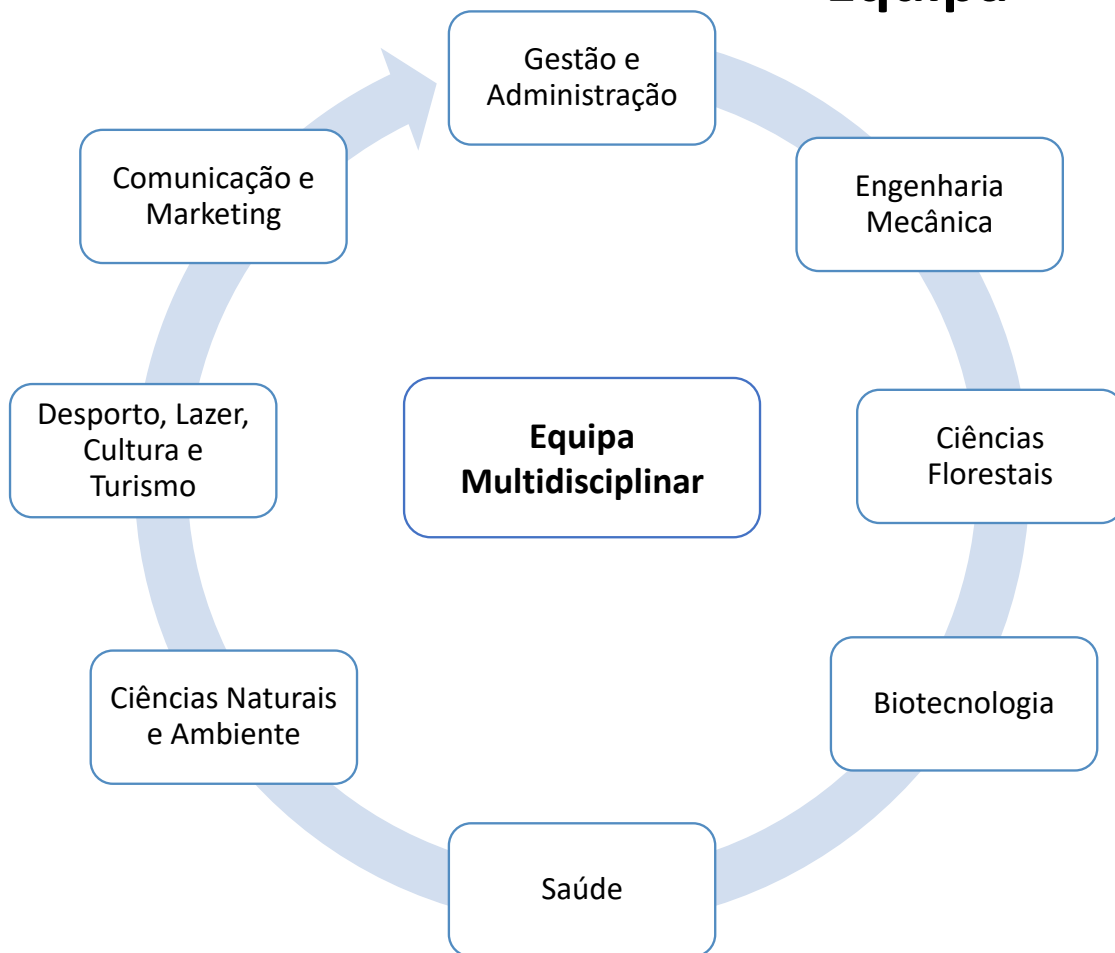 Equipa
Gestão e
Administração
Engenharia
Mecânica
Ciências
Florestais
Biotecnologia
Saúde
Ciências Naturais
e Ambiente
Desporto, Lazer,
Cultura e
Turismo
Comunicação e
Marketing
Equipa
Multidisciplinar